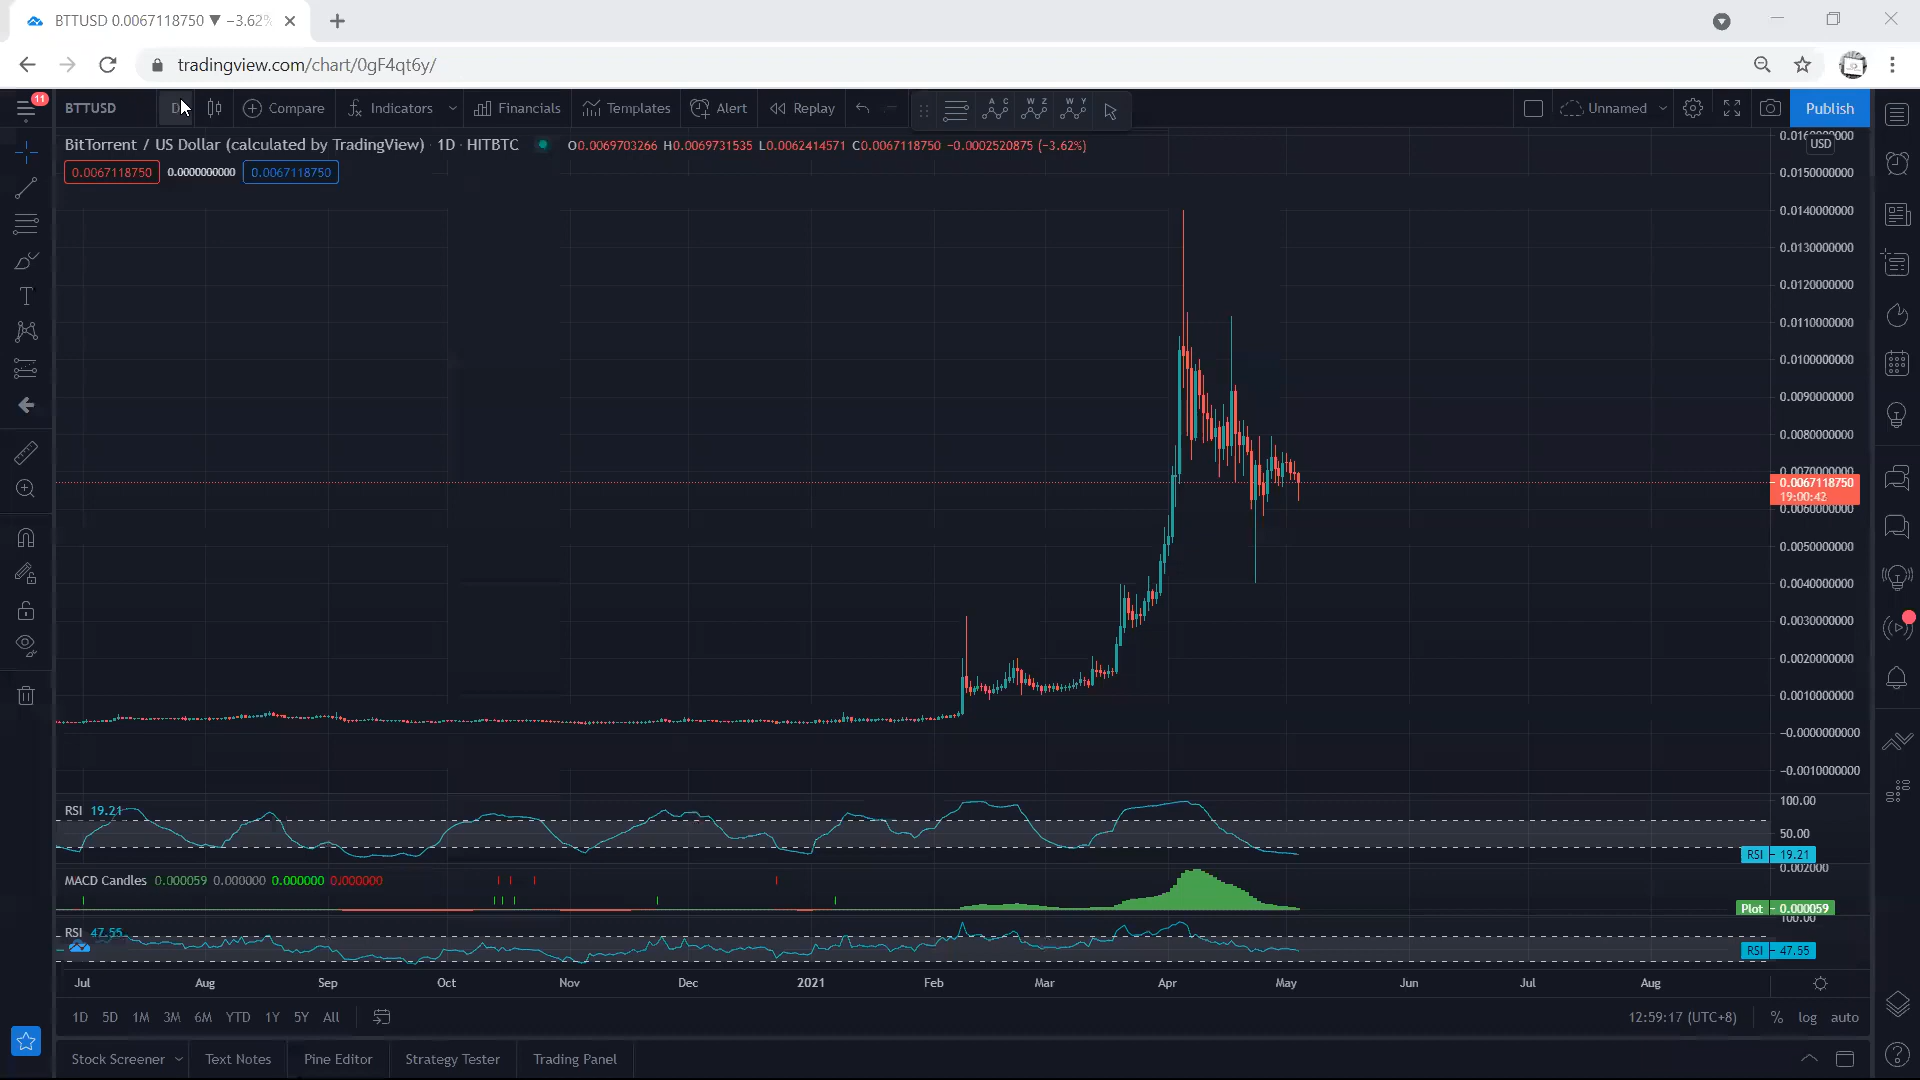 BTTUSD 0.0067118750 ▼ −3.62%
tradingview.com/chart/0gF4qt6y/
11
BTTUSD
D
Compare
Indicators
Financials
Templates
Alert
Replay
A C
W Z
W Y
Unnamed
Publish
BitTorrent / US Dollar (calculated by TradingView) · 1D · HITBTC
O0.0069703266 H0.0069731535 L0.0062414571 C0.0067118750 −0.0002520875 (−3.62%)
0.0067118750 0.0000000000 0.0067118750
USD
0.0150000000
0.0140000000
0.0130000000
0.0120000000
0.0110000000
0.0100000000
0.0090000000
0.0080000000
0.0070000000
0.0067118750
19:00:42
0.0060000000
0.0050000000
0.0040000000
0.0030000000
0.0020000000
0.0010000000
−0.0000000000
−0.0010000000
RSI 19.21
100.00
50.00
RSI 19.21
MACD Candles 0.000059 0.000000 0.000000 0.000000
0.002000
Plot 0.000059
RSI 47.55
100.00
RSI 47.55
Jul Aug Sep Oct Nov Dec 2021 Feb Mar Apr May Jun Jul Aug
1D 5D 1M 3M 6M YTD 1Y 5Y All
12:59:17 (UTC+8) % log auto
Stock Screener Text Notes Pine Editor Strategy Tester Trading Panel